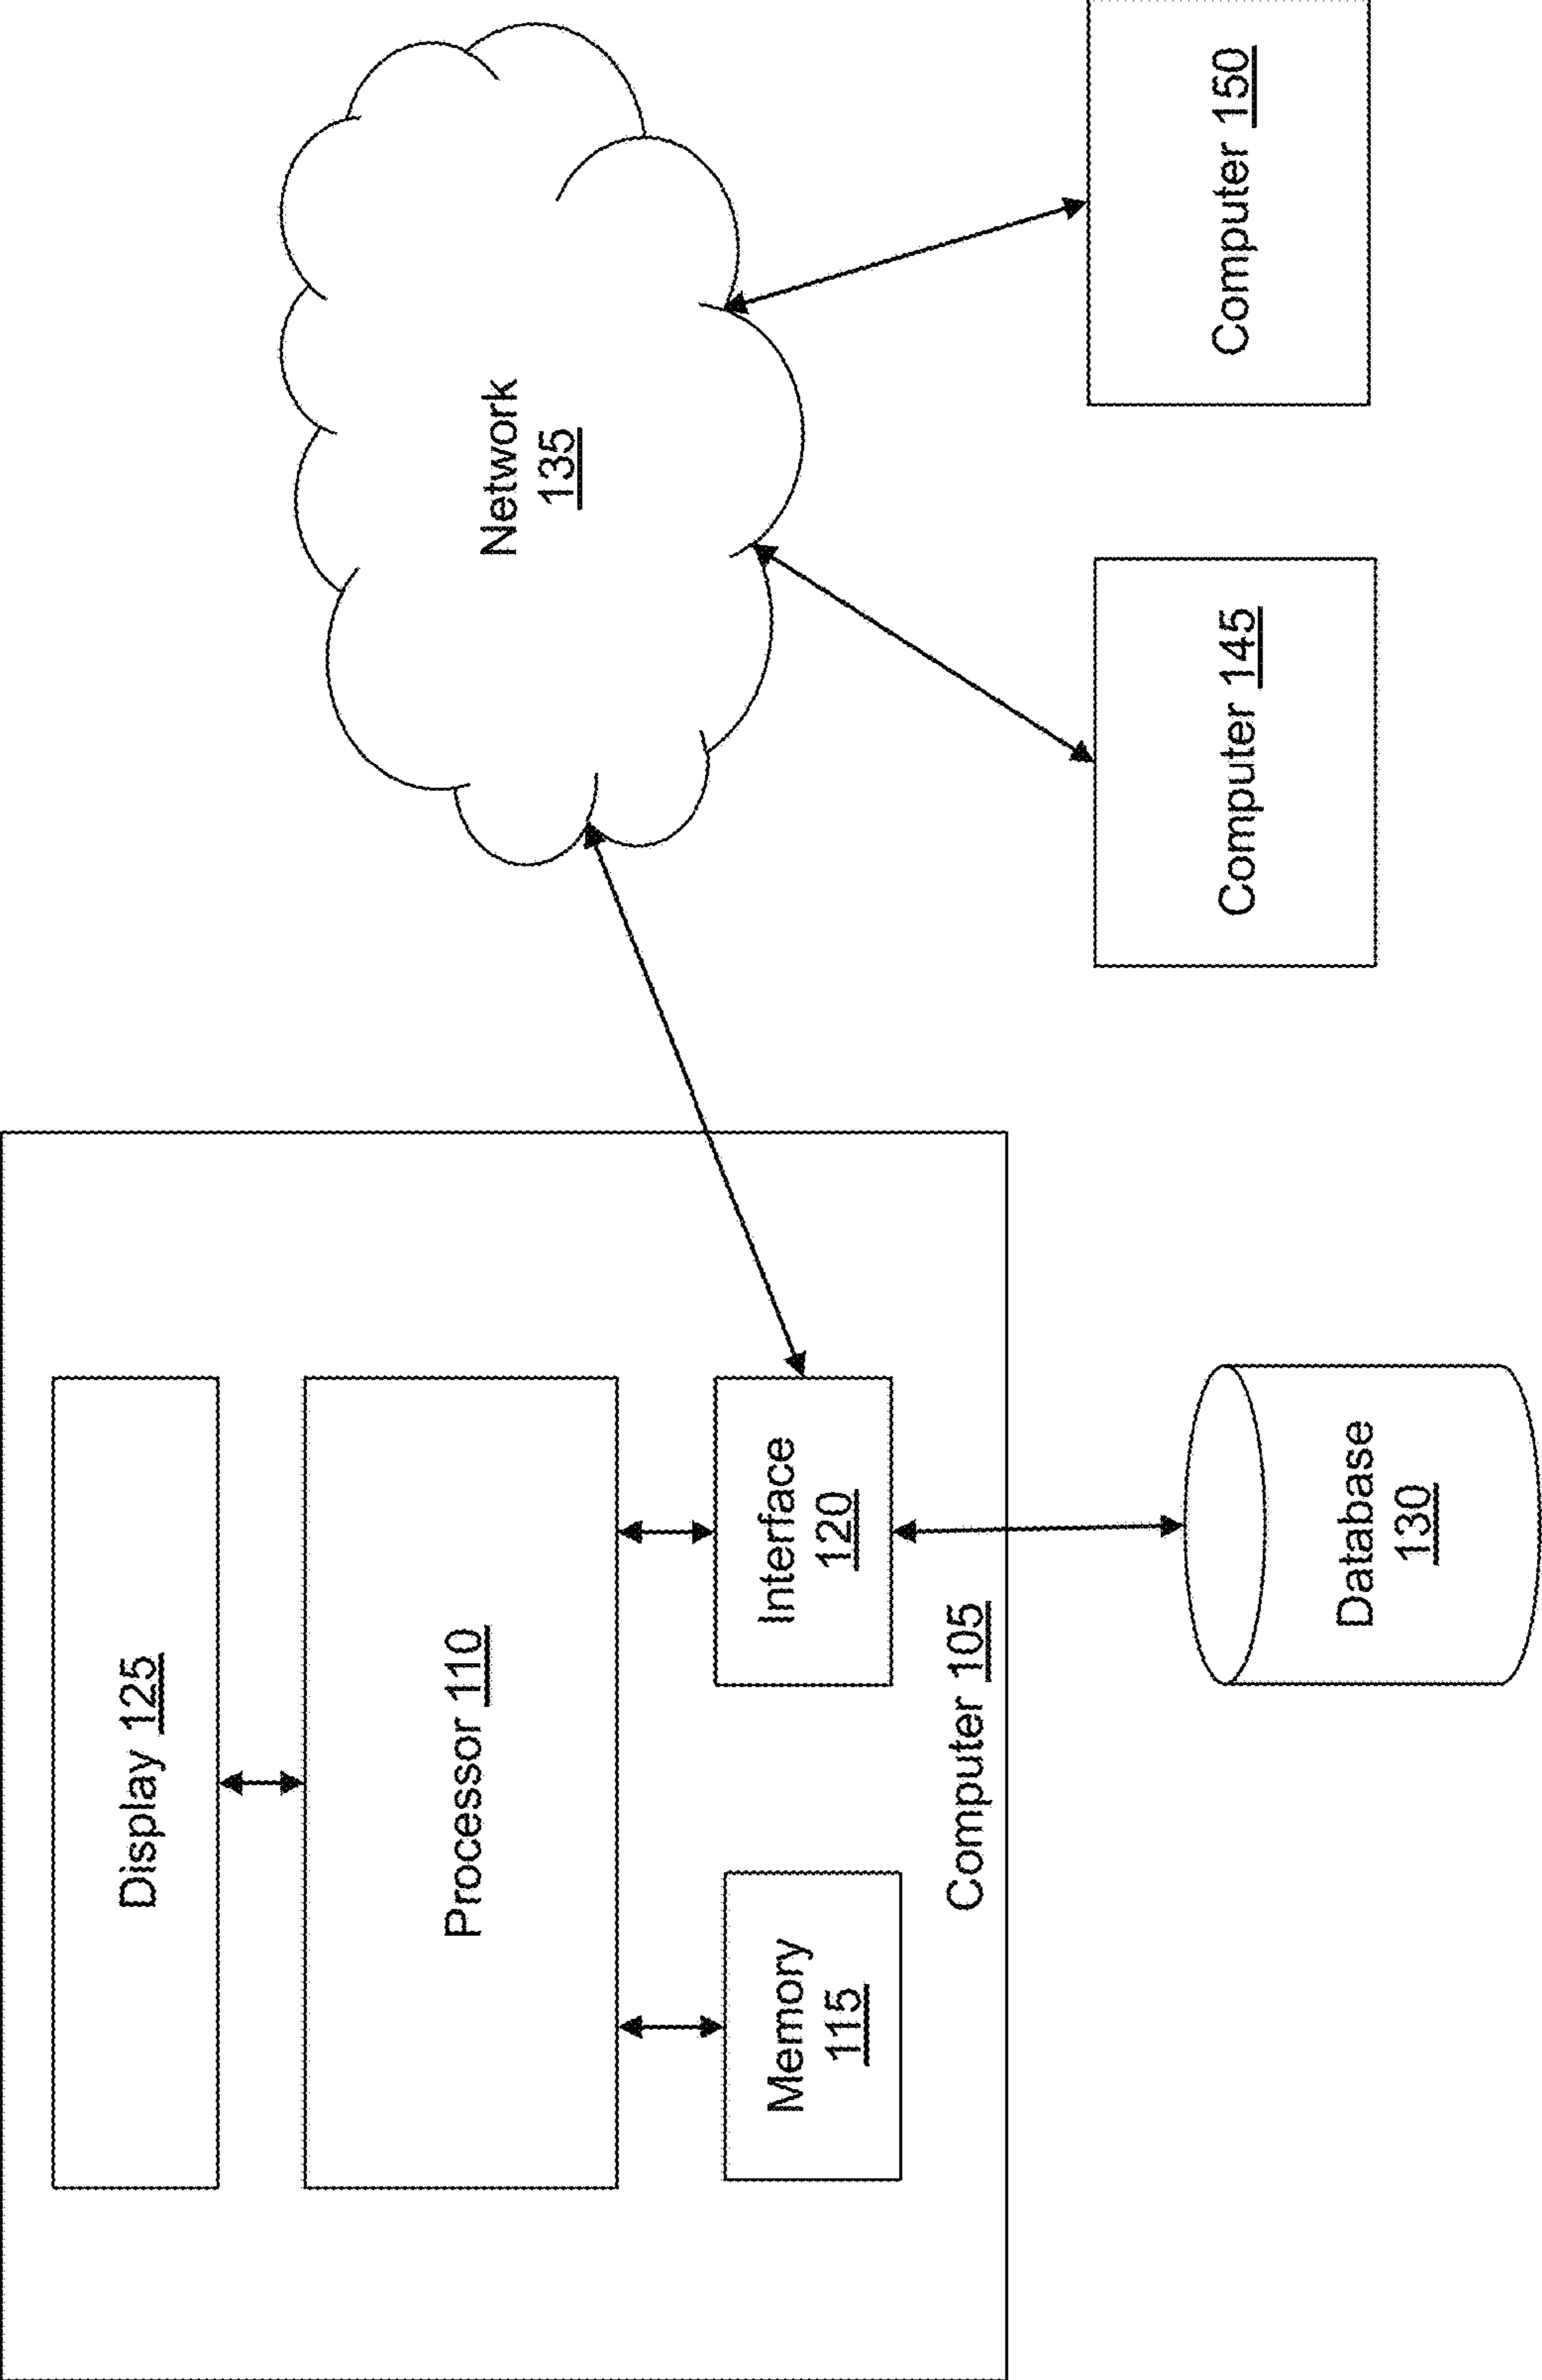 Display 125
Processor 110
Memory
115
Interface
120
Computer 105
Database
130
Network
135
Computer 145
Computer 150